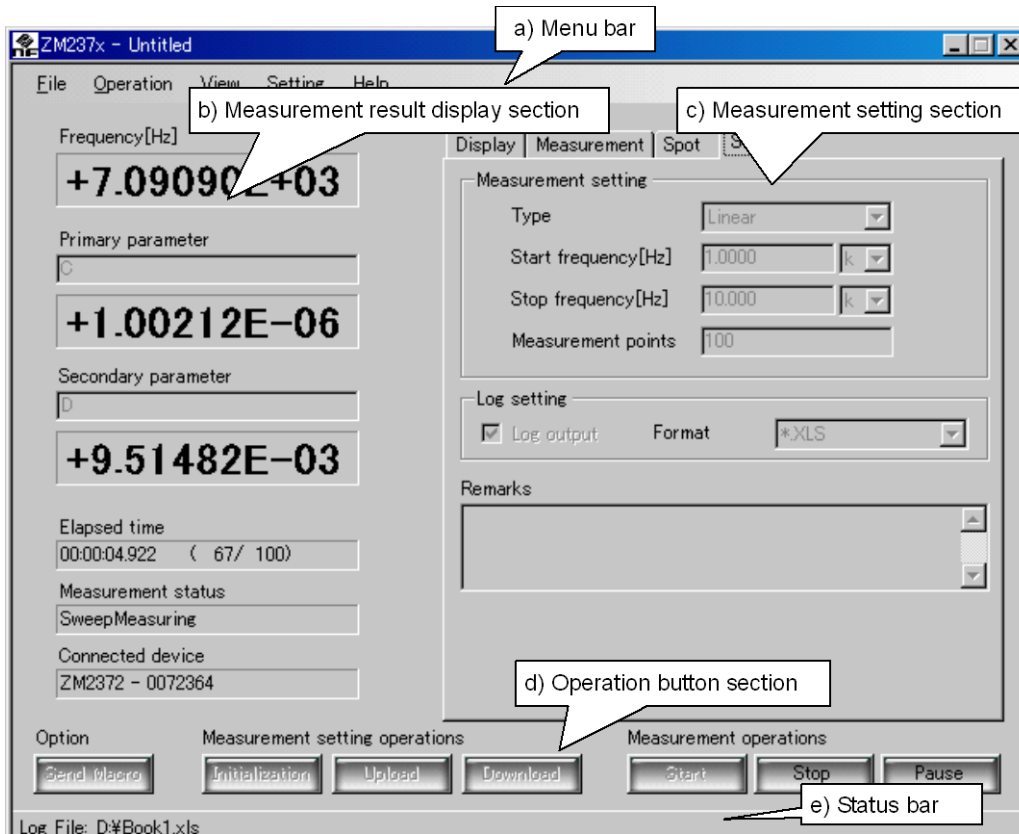 a) Menu bar
ZM237x - Untitled
File Operation View Setting Help
b) Measurement result display section
c) Measurement setting section
Frequency[Hz]
+7.09090E+03
Primary parameter
C
+1.00212E-06
Secondary parameter
D
+9.51482E-03
Elapsed time
00:00:04.922 ( 67/ 100)
Measurement status
SweepMeasuring
Connected device
ZM2372 - 0072364
Display Measurement Spot
Measurement setting
Type Linear
Start frequency[Hz] 1.0000 k
Stop frequency[Hz] 10.000 k
Measurement points 100
Log setting
Log output Format *.XLS
Remarks
d) Operation button section
Option
Send Macro
Measurement setting operations
Initialization Upload Download
Measurement operations
Start Stop Pause
e) Status bar
Log File: D:¥Book1.xls